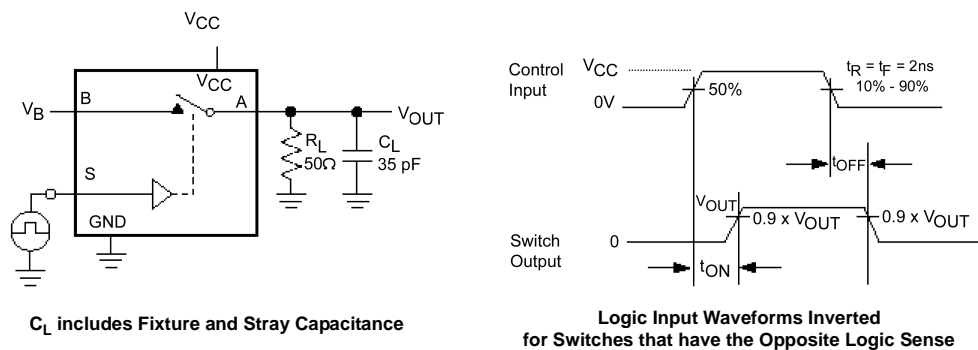 VCC
VCC
B
A
VB
VOUT
RL
50Ω
CL
35 pF
S
GND
CL includes Fixture and Stray Capacitance
Control
Input
VCC
0V
50%
tR = tF = 2ns
10% - 90%
tOFF
VOUT
0.9 x VOUT
0.9 x VOUT
Switch
Output
0
tON
Logic Input Waveforms Inverted
for Switches that have the Opposite Logic Sense